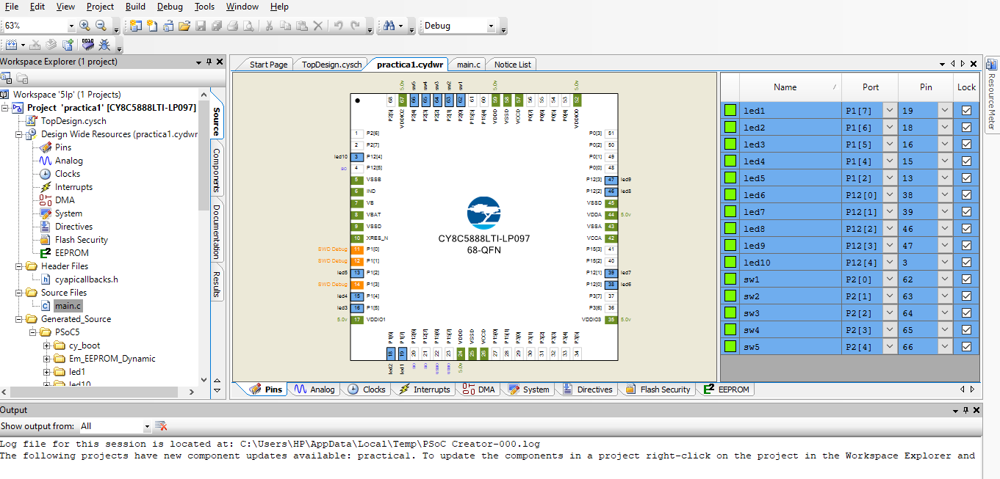 File Edit View Project Build Debug Tools Window Help
63%
Debug
Workspace Explorer (1 project)
Workspace '5lp' (1 Projects)
Project 'practica1' [CY8C5888LTI-LP097]
TopDesign.cysch
Design Wide Resources (practica1.cydwr
Pins
Analog
Clocks
Interrupts
DMA
System
Directives
Flash Security
EEPROM
Header Files
cyapicallbacks.h
Source Files
main.c
Generated_Source
PSoC5
cy_boot
Em_EEPROM_Dynamic
led1
led10
Source
Components
Documentation
Results
Start Page TopDesign.cysch practica1.cydwr main.c Notice List
5.0v sw5 sw4 sw3 sw2 sw1 5.0v 5.0v
68 67 66 65 64 63 62 61 60 59 58 57 56 55 54 53 52
P2[5] VDDIO2 P2[4] P2[3] P2[2] P2[1] P2[0] P15[5] P15[4] VDDD VSSD VCCD P0[7] P0[6] P0[5] P0[4] VDDIO0
1 P2[6]
2 P2[7]
led10 3 P12[4]
4 P12[5]
5 VSSB
6 IND
7 VB
8 VBAT
9 VSSD
10 XRES_N
SWD Debug 11 P1[0]
SWD Debug 12 P1[1]
led5 13 P1[2]
SWD Debug 14 P1[3]
led4 15 P1[4]
led3 16 P1[5]
5.0v 17 VDDIO1
CY8C5888LTI-LP097
68-QFN
P0[3] 51
P0[2] 50
P0[1] 49
P0[0] 48
P12[3] 47 led9
P12[2] 46 led8
VSSD 45
VDDA 44 5.0v
VSSA 43
VCCA 42
P15[3] 41
P15[2] 40
P12[1] 39 led7
P12[0] 38 led6
P3[7] 37
P3[6] 36
VDDIO3 35 5.0v
P1[6] P1[7] P12[6] P12[7] P15[6] P15[7] VDDD VSSD VCCD P15[0] P15[1] P3[0] P3[1] P3[2] P3[3] P3[4] P3[5]
18 19 20 21 22 23 24 25 26 27 28 29 30 31 32 33 34
led2 led1 5.0v
Name Port Pin Lock
led1 P1[7] 19
led2 P1[6] 18
led3 P1[5] 16
led4 P1[4] 15
led5 P1[2] 13
led6 P12[0] 38
led7 P12[1] 39
led8 P12[2] 46
led9 P12[3] 47
led10 P12[4] 3
sw1 P2[0] 62
sw2 P2[1] 63
sw3 P2[2] 64
sw4 P2[3] 65
sw5 P2[4] 66
Resource Meter
Pins Analog Clocks Interrupts DMA System Directives Flash Security EEPROM
Output
Show output from: All
Log file for this session is located at: C:\Users\HP\AppData\Local\Temp\PSoC Creator-000.log
The following projects have new component updates available: practica1. To update the components in a project right-click on the project in the Workspace Explorer and